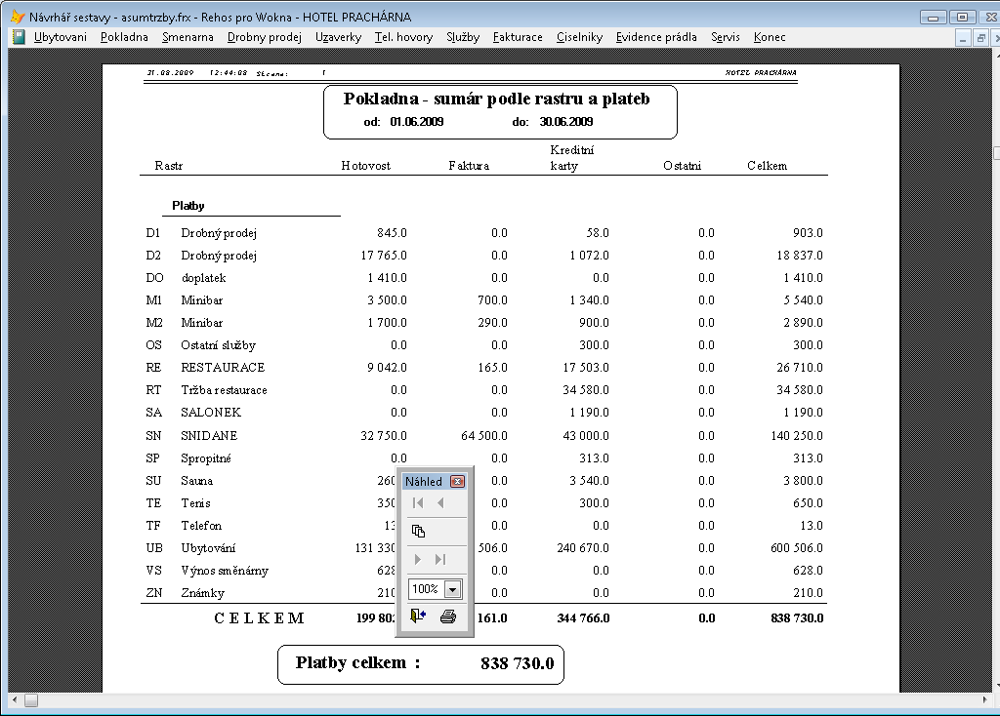 Návrhář sestavy - asumtrzby.frx - Rehos pro Wokna - HOTEL PRACHÁRNA
Ubytovani Pokladna Smenarna Drobny prodej Uzaverky Tel. hovory Služby Fakturace Ciselniky Evidence prádla Servis Konec
31.08.2009 12:44:08 Strana: 1 HOTEL PRACHÁRNA
Pokladna - sumár podle rastru a plateb
od: 01.06.2009 do: 30.06.2009
Rastr Hotovost Faktura Kreditní karty Ostatni Celkem
Platby
D1 Drobný prodej 845.0 0.0 58.0 0.0 903.0
D2 Drobný prodej 17 765.0 0.0 1 072.0 0.0 18 837.0
DO doplatek 1 410.0 0.0 0.0 0.0 1 410.0
M1 Minibar 3 500.0 700.0 1 340.0 0.0 5 540.0
M2 Minibar 1 700.0 290.0 900.0 0.0 2 890.0
OS Ostatní služby 0.0 0.0 300.0 0.0 300.0
RE RESTAURACE 9 042.0 165.0 17 503.0 0.0 26 710.0
RT Tržba restaurace 0.0 0.0 34 580.0 0.0 34 580.0
SA SALONEK 0.0 0.0 1 190.0 0.0 1 190.0
SN SNIDANE 32 750.0 64 500.0 43 000.0 0.0 140 250.0
SP Spropitné 0.0 0.0 313.0 0.0 313.0
SU Sauna 260 0.0 3 540.0 0.0 3 800.0
TE Tenis 350 0.0 300.0 0.0 650.0
TF Telefon 13 0.0 0.0 0.0 13.0
UB Ubytování 131 330 506.0 240 670.0 0.0 600 506.0
VS Výnos směnárny 628 0.0 0.0 0.0 628.0
ZN Známky 210 0.0 0.0 0.0 210.0
CELKEM 199 80 161.0 344 766.0 0.0 838 730.0
Náhled
100%
Platby celkem : 838 730.0